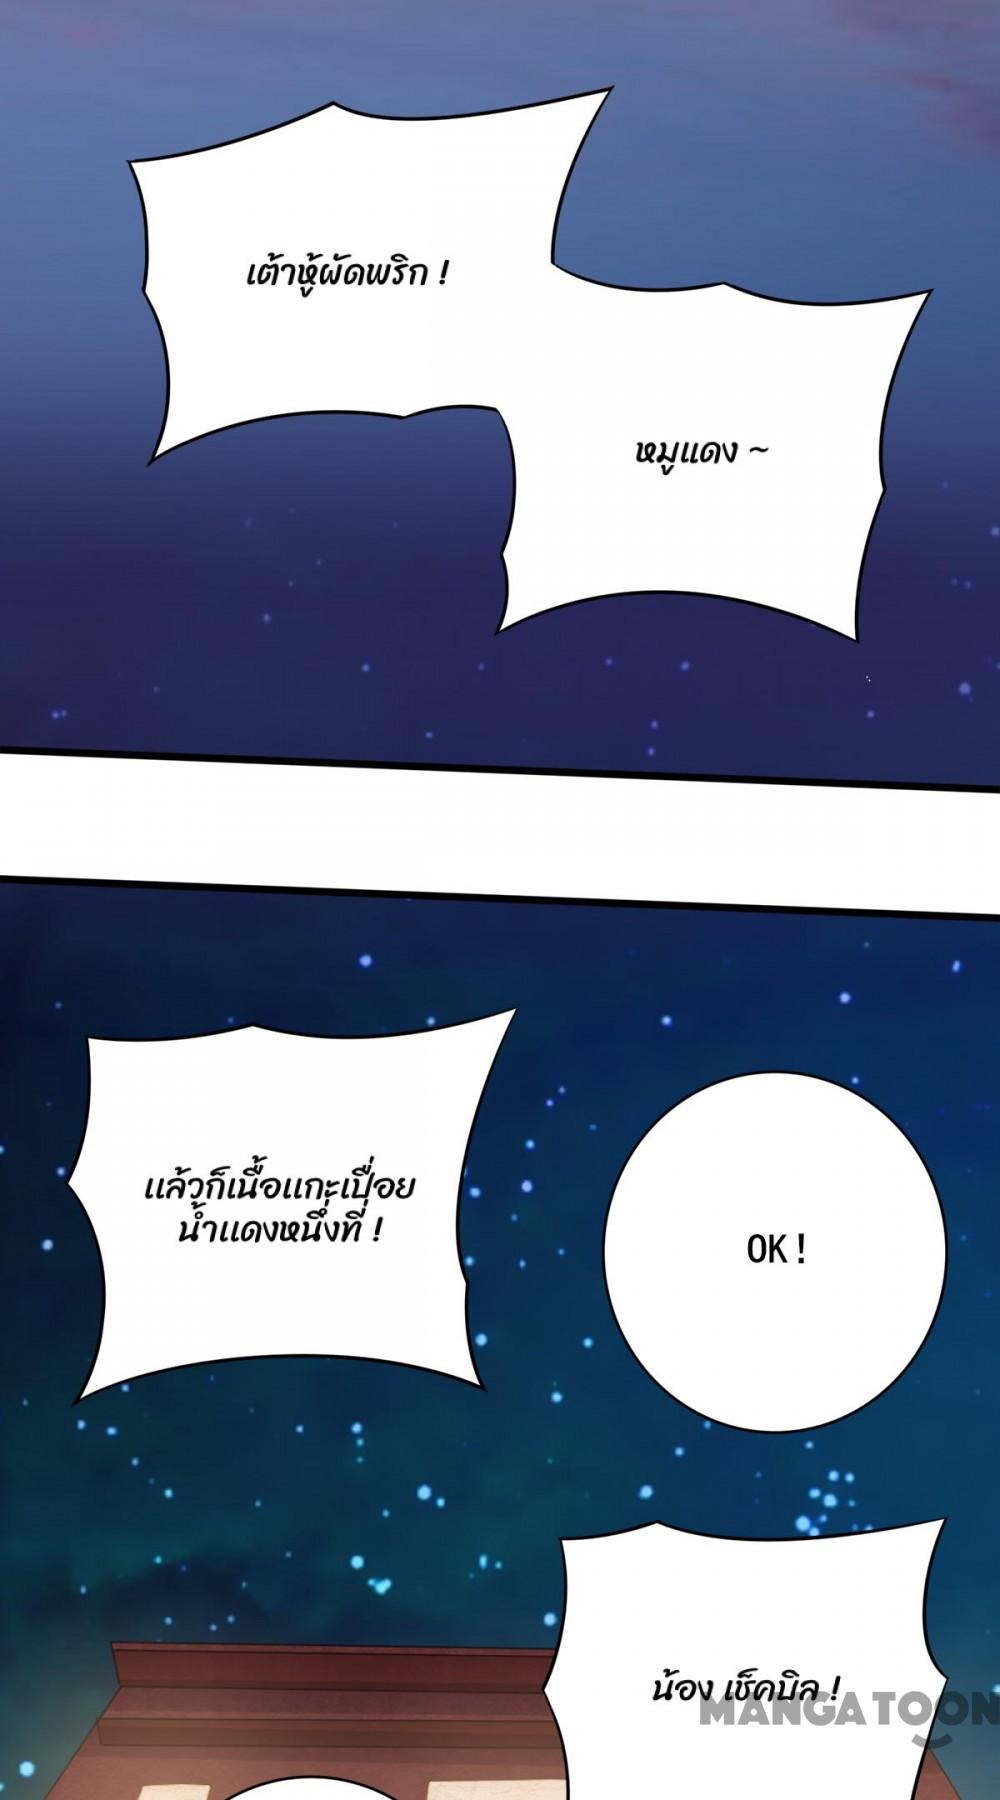 เต้าหู้ผัดพริก !
หมูแดง ~
แล้วก็เนื้อแกะเปื่อย
น้ำแดงหนึ่งที่ !
OK!
น้อง เช็คบิล !
MANGATOON